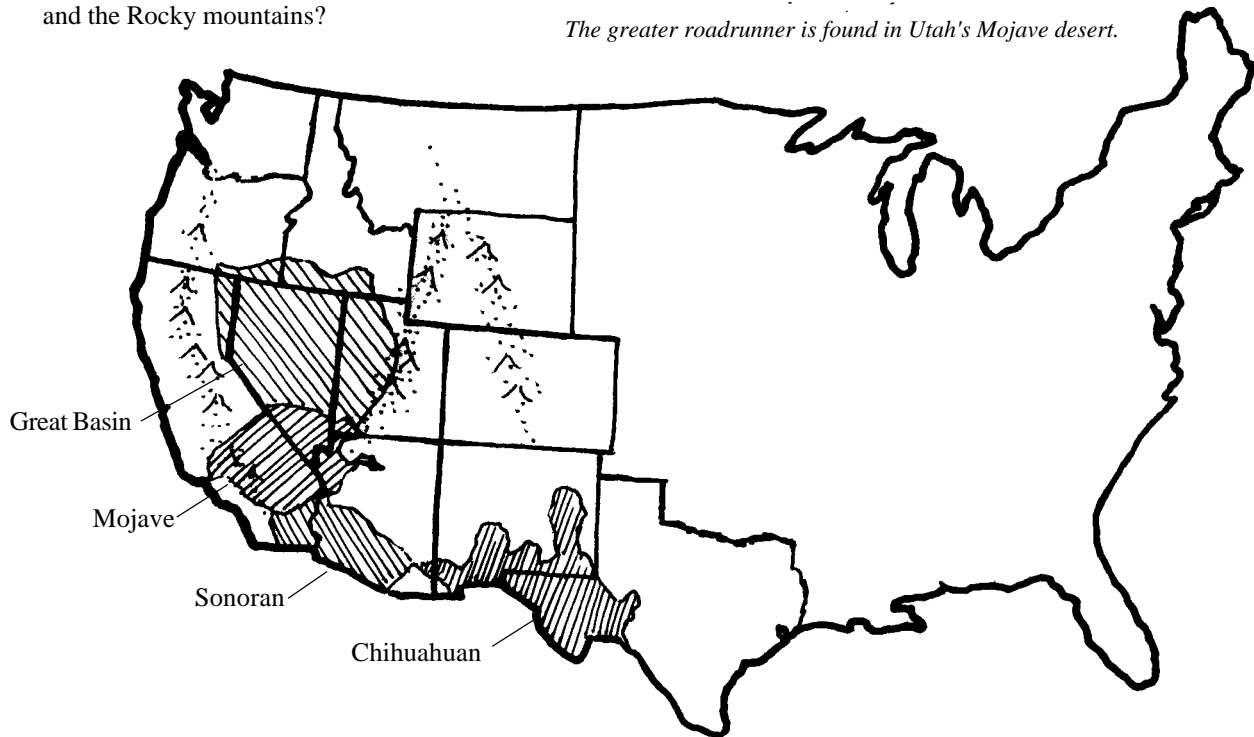 and the Rocky mountains?
The greater roadrunner is found in Utah's Mojave desert.
Great Basin
Mojave
Sonoran
Chihuahuan